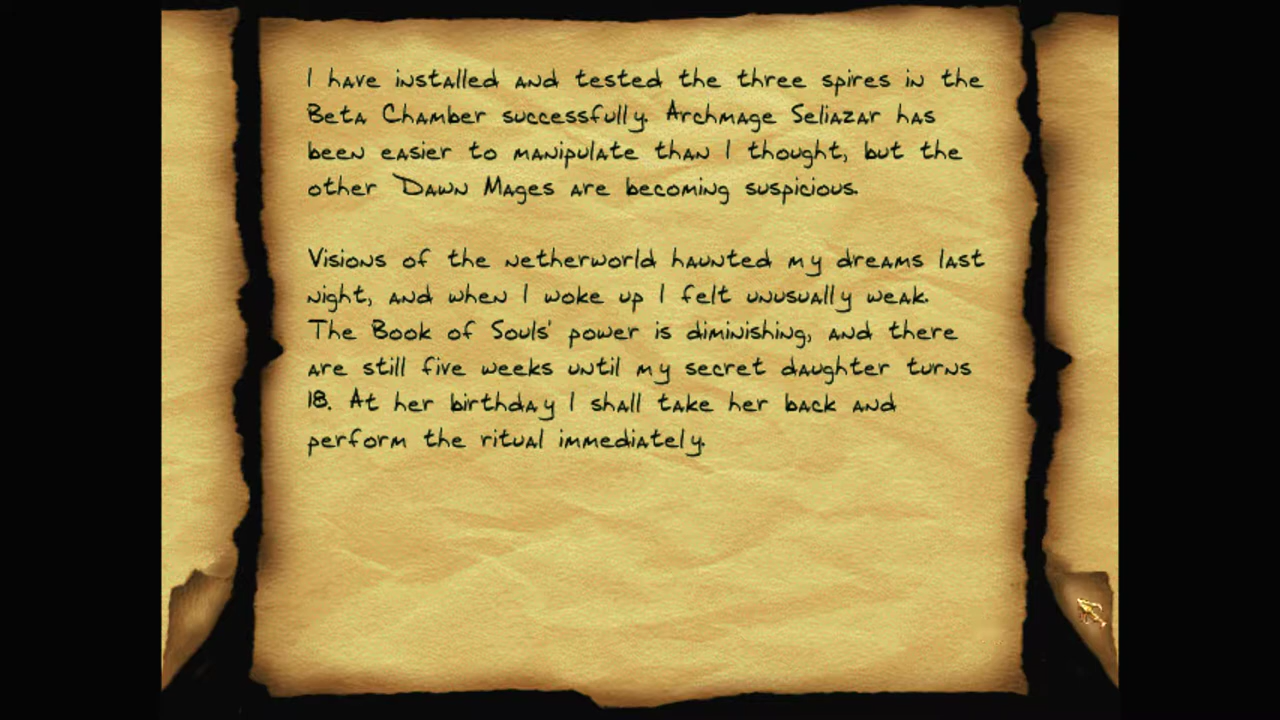 I have installed and tested the three spires in the
Beta Chamber successfully. Archmage Seliazar has
been easier to manipulate than I thought, but the
other Dawn Mages are becoming suspicious.
Visions of the netherworld haunted my dreams last
night, and when I woke up I felt unusually weak.
The Book of Souls' power is diminishing, and there
are still five weeks until my secret daughter turns
18. At her birthday I shall take her back and
perform the ritual immediately.